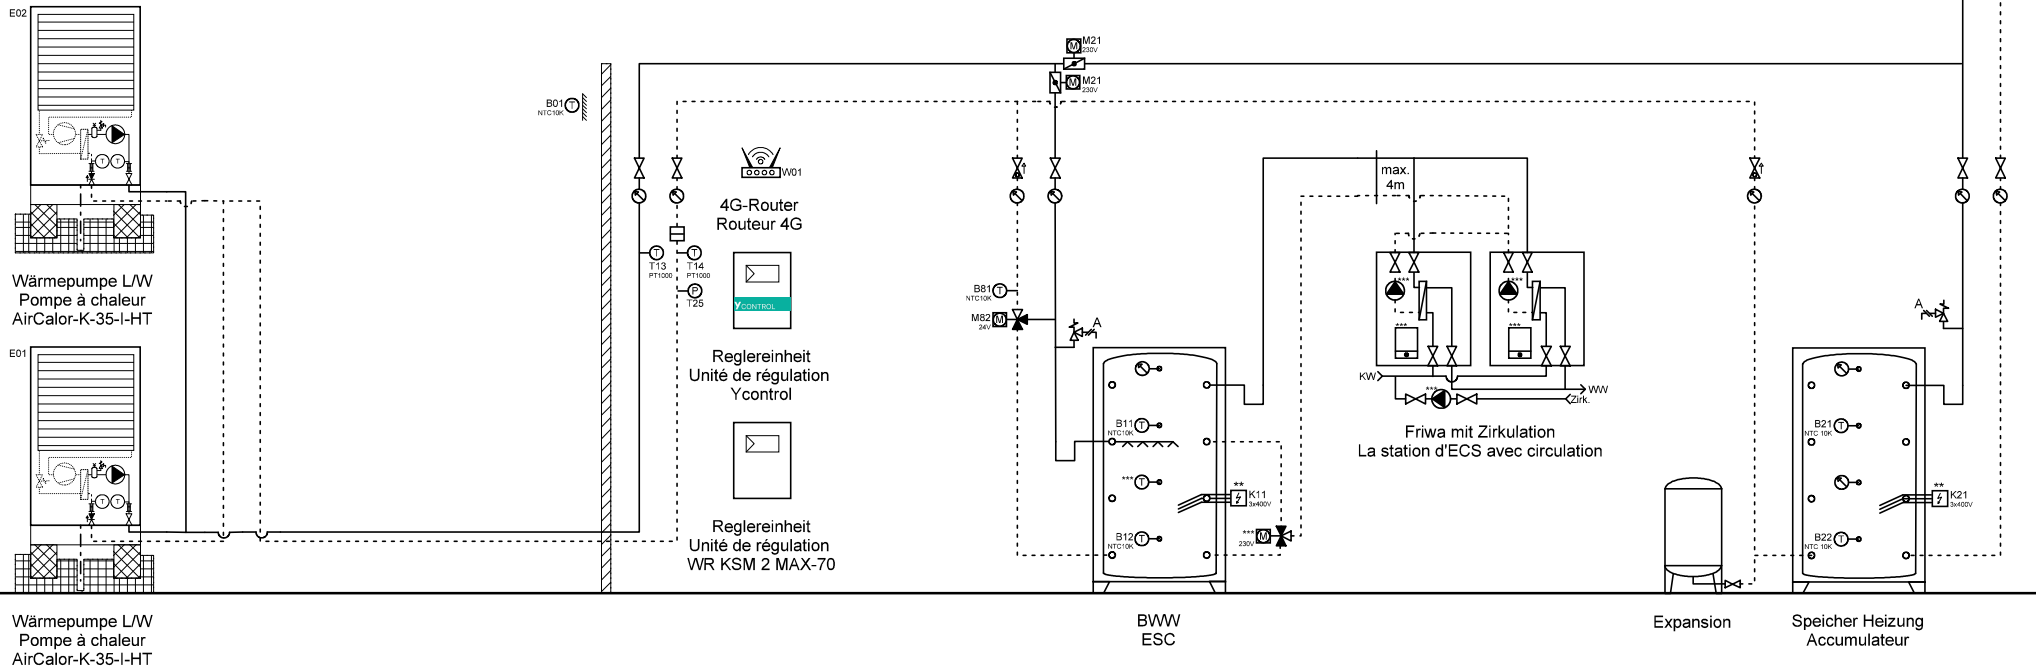 E02
Wärmepumpe L/W
Pompe à chaleur
AirCalor-K-35-I-HT
E01
Wärmepumpe L/W
Pompe à chaleur
AirCalor-K-35-I-HT
B01
NTC10K
T
W01
4G-Router
Routeur 4G
T
T13
PT1000
T
T14
PT1000
P
T25
Y CONTROL
Reglereinheit
Unité de régulation
Ycontrol
Reglereinheit
Unité de régulation
WR KSM 2 MAX-70
M
M21
230V
M
M21
230V
B81
NTC10K
T
M82
24V
M
A
B11
NTC10K
T
***
T
B12
NTC10K
T
**
K11
3x400V
***
230V
M
BWW
ESC
max.
4m
***
***
***
***
KW
***
WW
Zirk.
Friwa mit Zirkulation
La station d'ECS avec circulation
Expansion
A
B21
NTC 10K
T
B22
NTC 10K
T
**
K21
3x400V
Speicher Heizung
Accumulateur